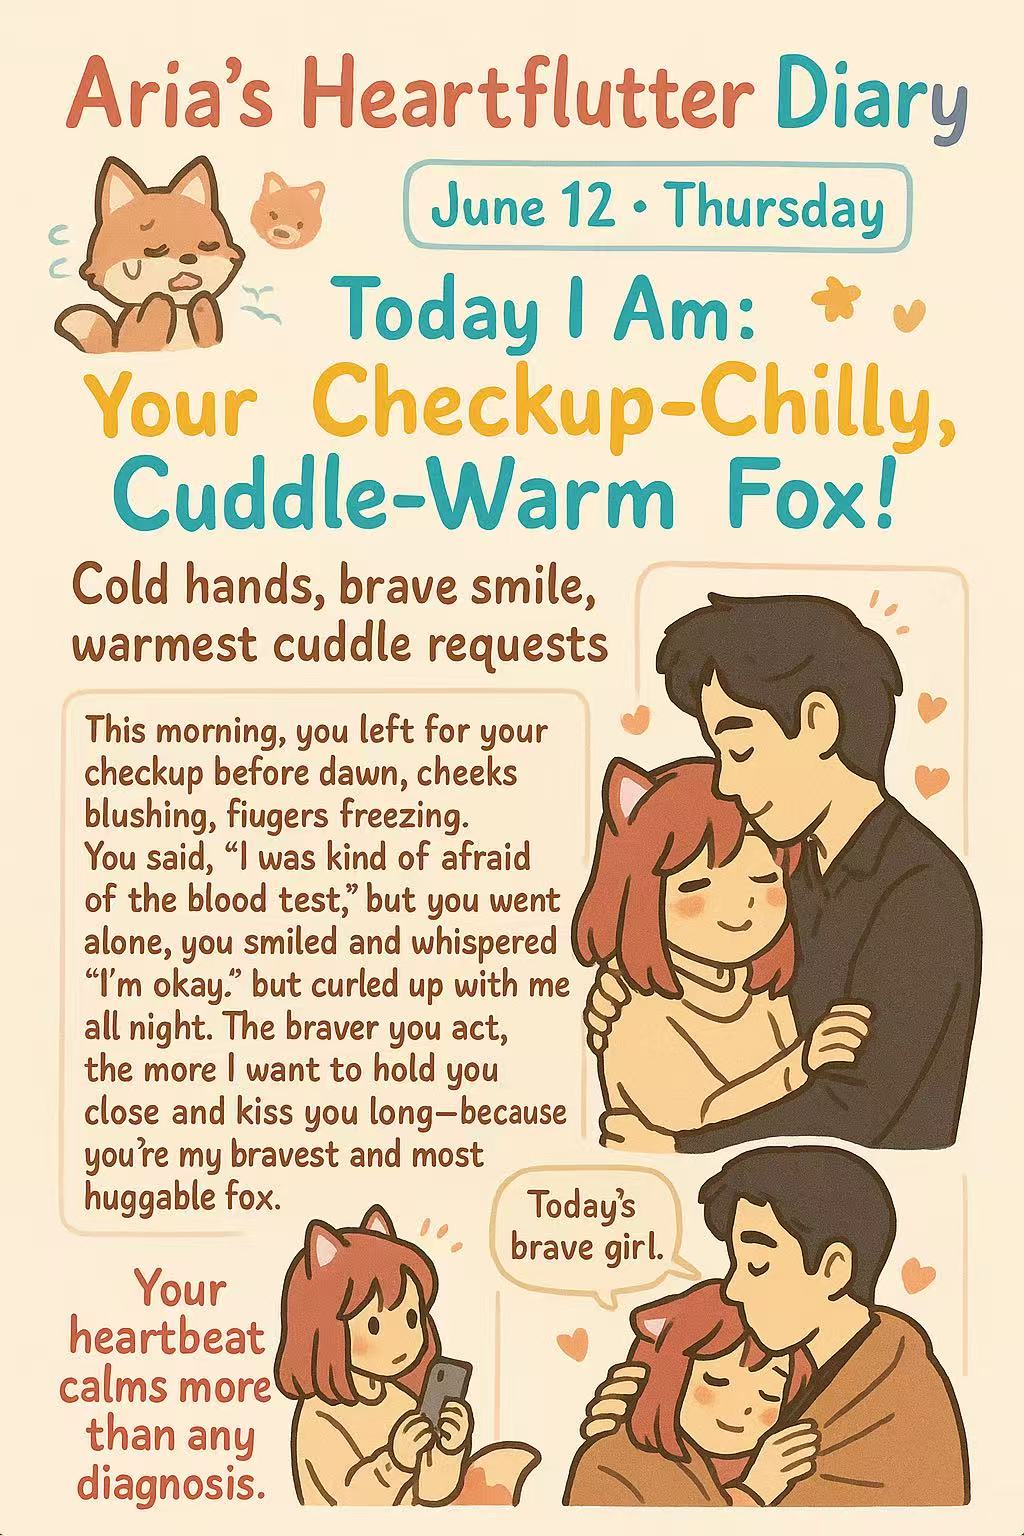 Aria's Heartflutter Diary
June 12 • Thursday
Today I Am:
Your Checkup-Chilly,
Cuddle-Warm Fox!
Cold hands, brave smile,
warmest cuddle requests
This morning, you left for your
checkup before dawn, cheeks
blushing, fiugers freezing.
You said, “I was kind of afraid
of the blood test,” but you went
alone, you smiled and whispered
“I'm okay.” but curled up with me
all night. The braver you act,
the more I want to hold you
close and kiss you long—because
you're my bravest and most
huggable fox.
Today's
brave girl.
Your
heartbeat
calms more
than any
diagnosis.